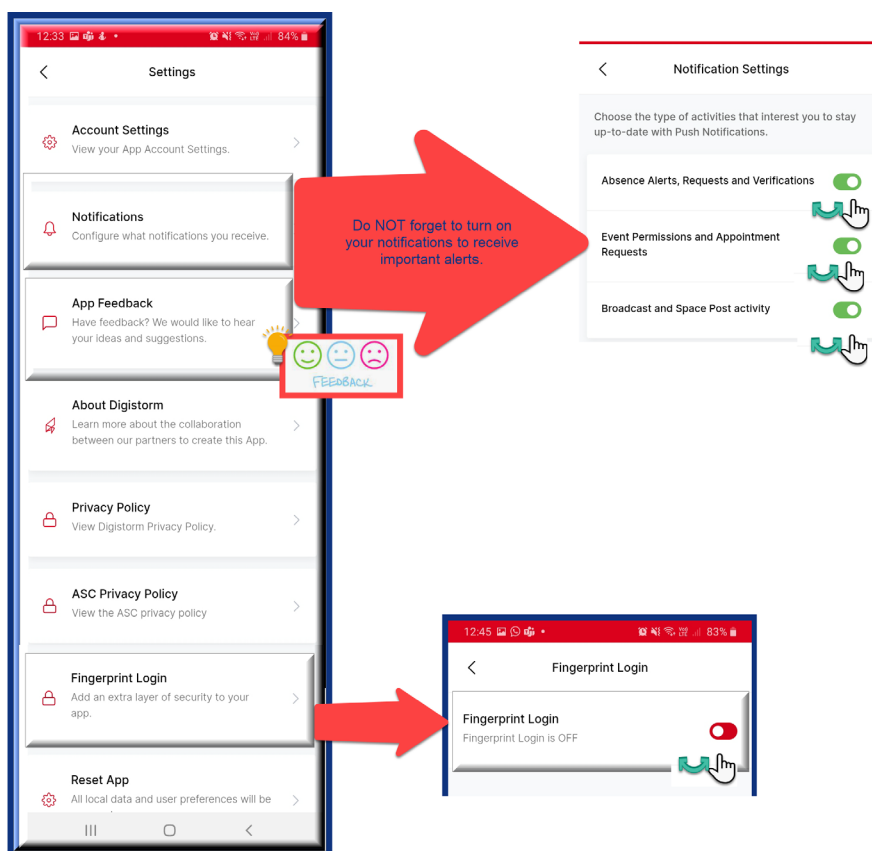 12:33
84%
Settings
Account Settings
View your App Account Settings.
Notifications
Configure what notifications you receive.
App Feedback
Have feedback? We would like to hear
your ideas and suggestions.
FEEDBACK
About Digistorm
Learn more about the collaboration
between our partners to create this App.
Privacy Policy
View Digistorm Privacy Policy.
ASC Privacy Policy
View the ASC privacy policy
Fingerprint Login
Add an extra layer of security to your
app.
Reset App
All local data and user preferences will be
Do NOT forget to turn on
your notifications to receive
important alerts.
Notification Settings
Choose the type of activities that interest you to stay
up-to-date with Push Notifications.
Absence Alerts, Requests and Verifications
Event Permissions and Appointment
Requests
Broadcast and Space Post activity
12:45
83%
Fingerprint Login
Fingerprint Login
Fingerprint Login is OFF